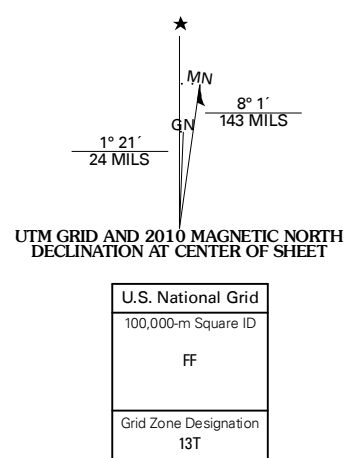 MN
8° 1´
143 MILS
GN
1° 21´
24 MILS
UTM GRID AND 2010 MAGNETIC NORTH
DECLINATION AT CENTER OF SHEET
U.S. National Grid
100,000-m Square ID
FF
Grid Zone Designation
13T